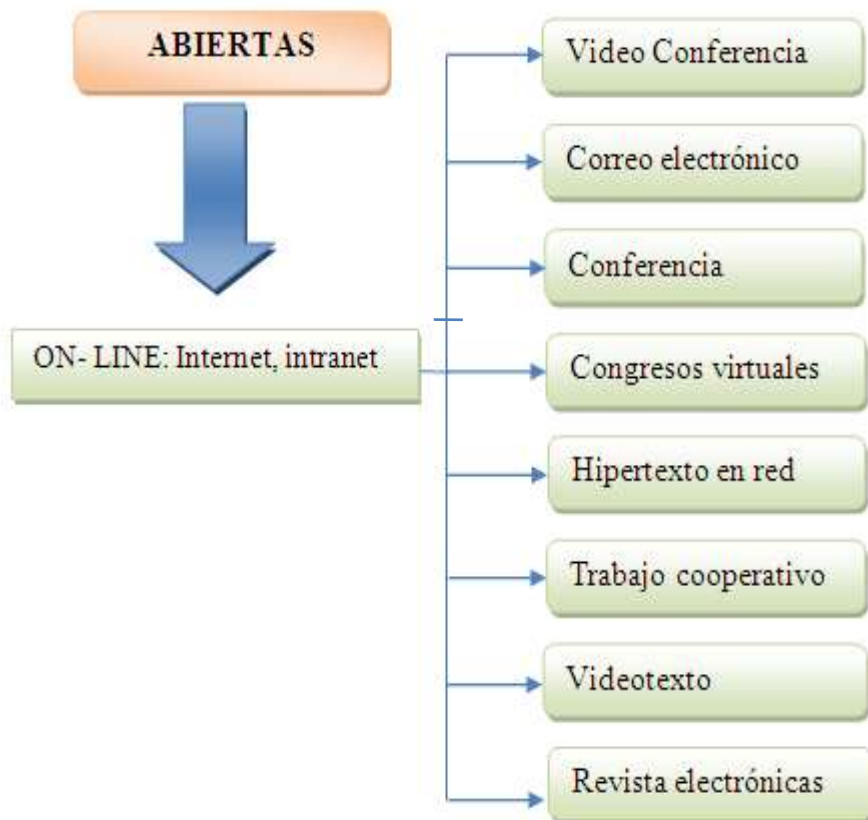 ABIERTAS
ON- LINE: Internet, intranet
Video Conferencia
Correo electrónico
Conferencia
Congresos virtuales
Hipertexto en red
Trabajo cooperativo
Videotexto
Revista electrónicas